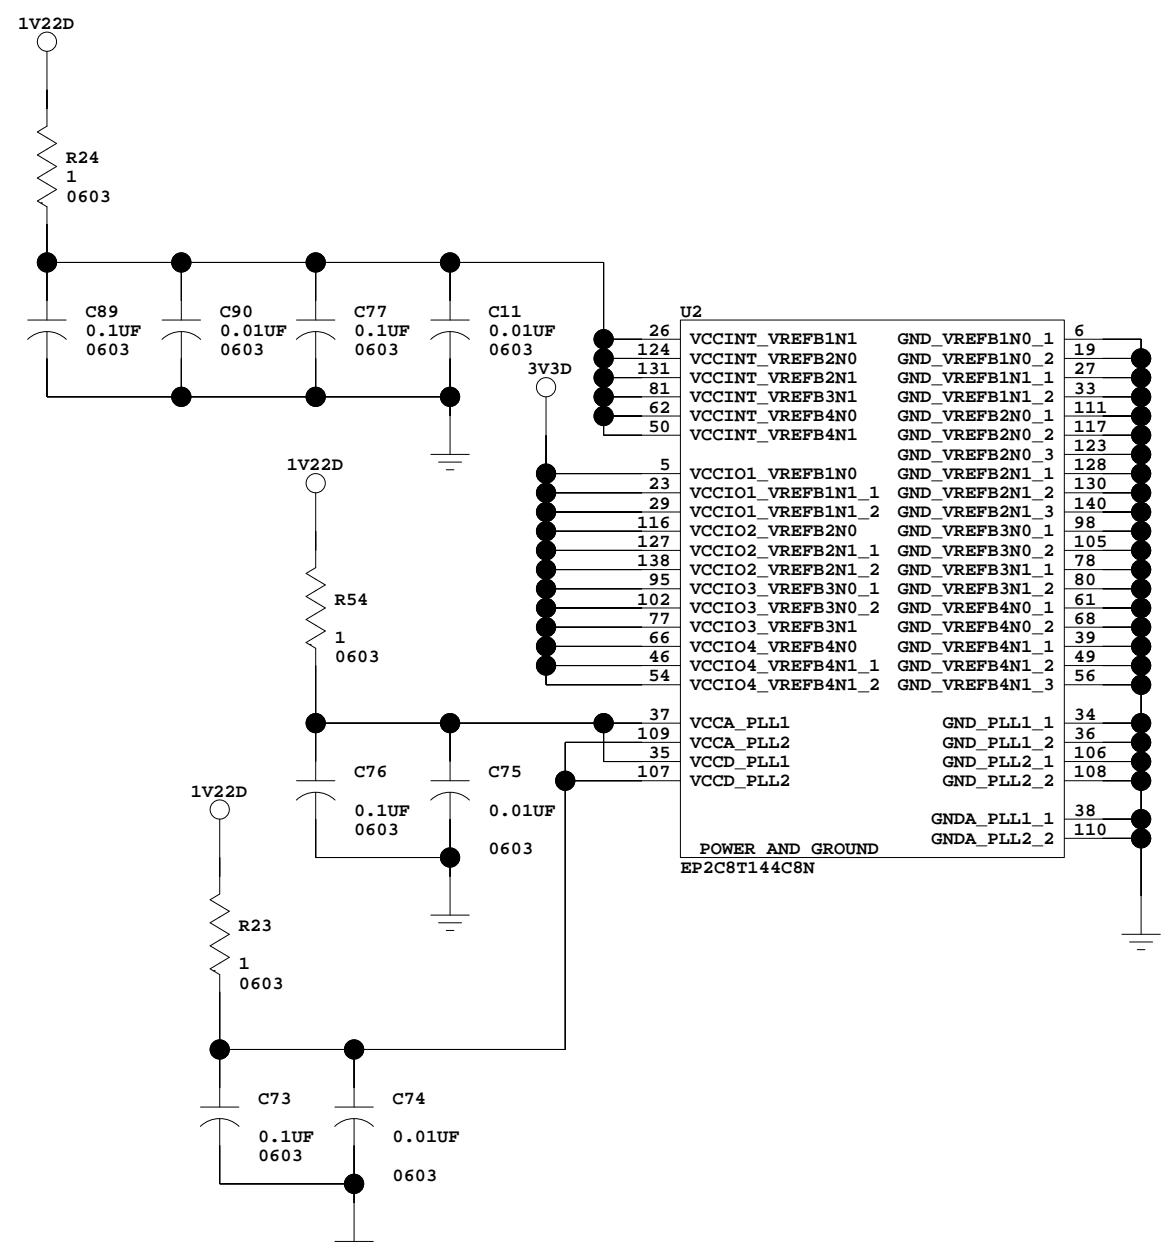 1V22D
R24
1
0603
C89
0.1UF
0603
C90
0.01UF
0603
C77
0.1UF
0603
C11
0.01UF
0603
3V3D
1V22D
R54
1
0603
C76
0.1UF
0603
C75
0.01UF
0603
1V22D
R23
1
0603
C73
0.1UF
0603
C74
0.01UF
0603
U2
26 VCCINT_VREFB1N1 GND_VREFB1N0_1 6
124 VCCINT_VREFB2N0 GND_VREFB1N0_2 19
131 VCCINT_VREFB2N1 GND_VREFB1N1_1 27
81 VCCINT_VREFB3N1 GND_VREFB1N1_2 33
62 VCCINT_VREFB4N0 GND_VREFB2N0_1 111
50 VCCINT_VREFB4N1 GND_VREFB2N0_2 117
GND_VREFB2N0_3 123
5 VCCIO1_VREFB1N0 GND_VREFB2N1_1 128
23 VCCIO1_VREFB1N1_1 GND_VREFB2N1_2 130
29 VCCIO1_VREFB1N1_2 GND_VREFB2N1_3 140
116 VCCIO2_VREFB2N0 GND_VREFB3N0_1 98
127 VCCIO2_VREFB2N1_1 GND_VREFB3N0_2 105
138 VCCIO2_VREFB2N1_2 GND_VREFB3N1_1 78
95 VCCIO3_VREFB3N0_1 GND_VREFB3N1_2 80
102 VCCIO3_VREFB3N0_2 GND_VREFB4N0_1 61
77 VCCIO3_VREFB3N1 GND_VREFB4N0_2 68
66 VCCIO4_VREFB4N0 GND_VREFB4N1_1 39
46 VCCIO4_VREFB4N1_1 GND_VREFB4N1_2 49
54 VCCIO4_VREFB4N1_2 GND_VREFB4N1_3 56
37 VCCA_PLL1 GND_PLL1_1 34
109 VCCA_PLL2 GND_PLL1_2 36
35 VCCD_PLL1 GND_PLL2_1 106
107 VCCD_PLL2 GND_PLL2_2 108
GNDA_PLL1_1 38
GNDA_PLL2_2 110
POWER AND GROUND
EP2C8T144C8N